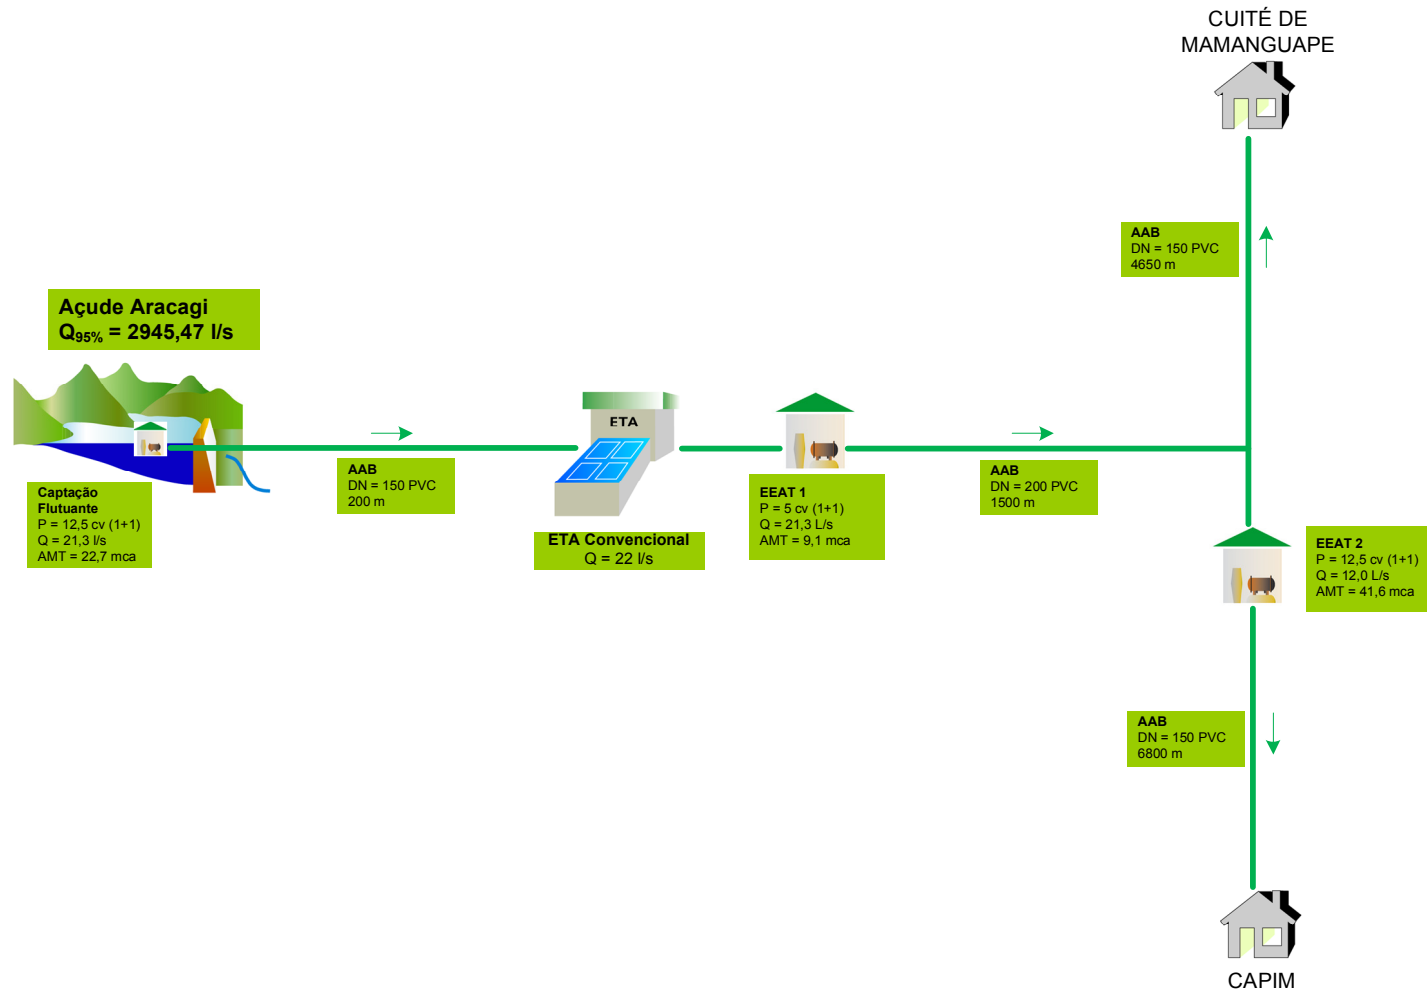 CUITÉ DE
MAMANGUAPE
AAB
DN = 150 PVC
4650 m
Açude Aracagi
Q95% = 2945,47 l/s
ETA
AAB
DN = 150 PVC
200 m
Captação
Flutuante
P = 12,5 cv (1+1)
Q = 21,3 l/s
AMT = 22,7 mca
ETA Convencional
Q = 22 l/s
EEAT 1
P = 5 cv (1+1)
Q = 21,3 L/s
AMT = 9,1 mca
AAB
DN = 200 PVC
1500 m
EEAT 2
P = 12,5 cv (1+1)
Q = 12,0 L/s
AMT = 41,6 mca
AAB
DN = 150 PVC
6800 m
CAPIM